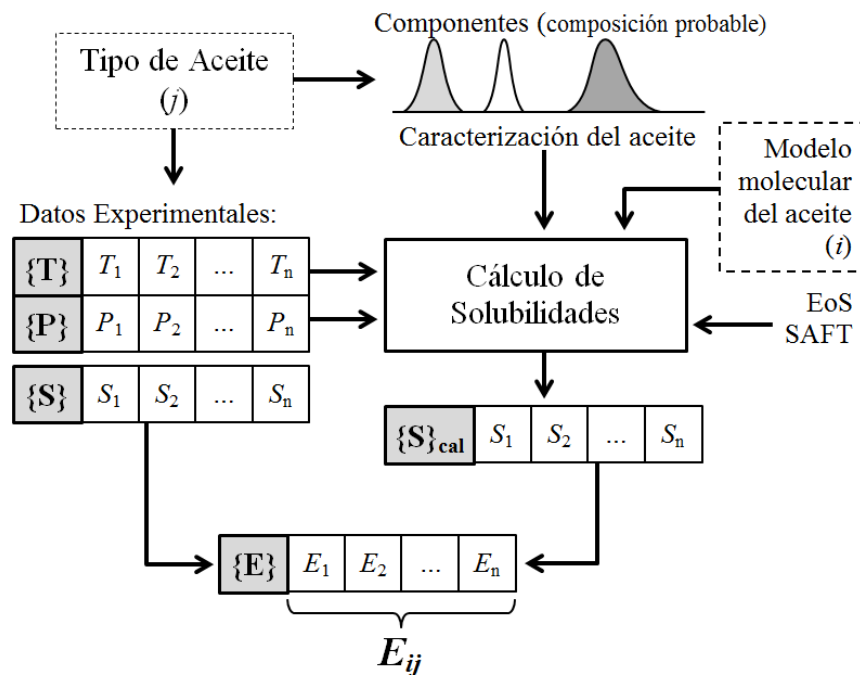 Componentes (composición probable)
Tipo de Aceite
(j)
Caracterización del aceite
Modelo
molecular
del aceite
(i)
Datos Experimentales:
{T} T1 T2 ... Tn
{P} P1 P2 ... Pn
{S} S1 S2 ... Sn
Cálculo de
Solubilidades
EoS
SAFT
{S}cal S1 S2 ... Sn
{E} E1 E2 ... En
Eij